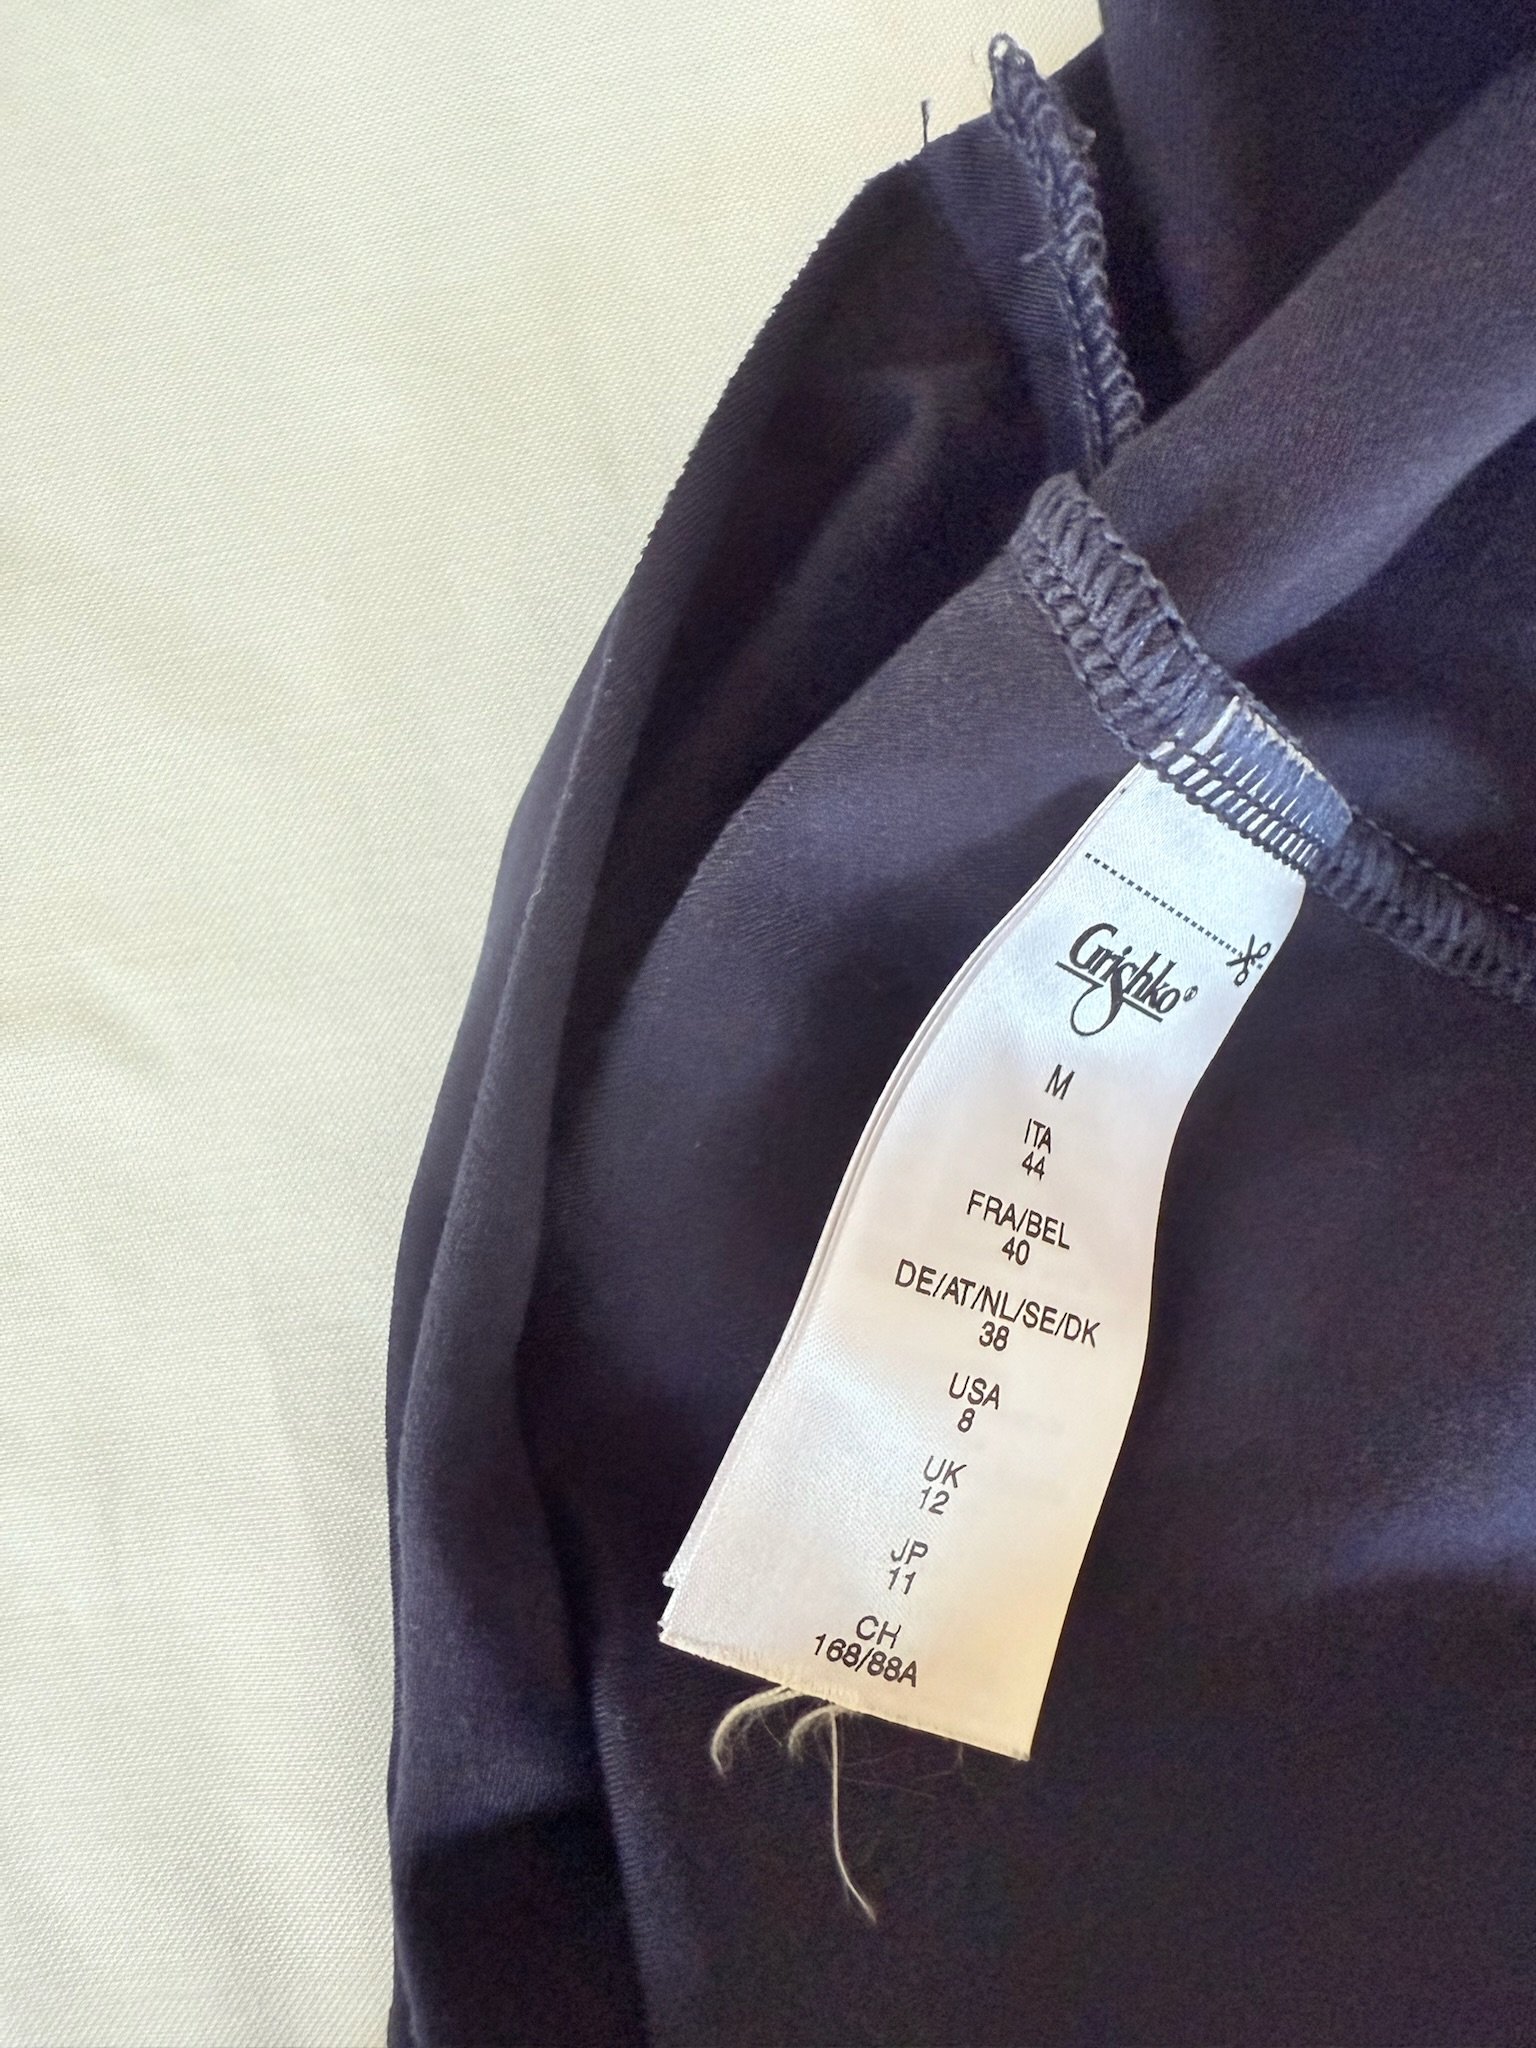 Grishko®
M
ITA
44
FRA/BEL
40
DE/AT/NL/SE/DK
38
USA
8
UK
12
JP
11
CH
168/88A